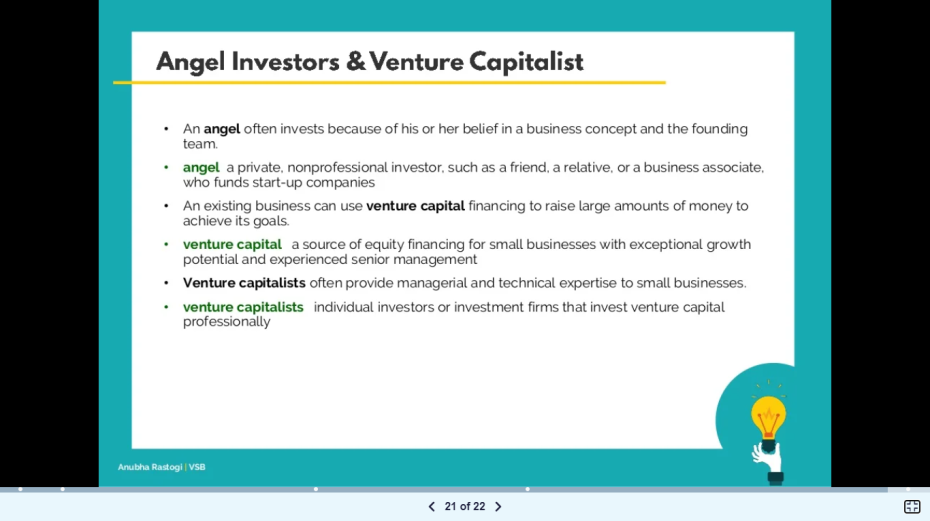 Angel Investors & Venture Capitalist
• An angel often invests because of his or her belief in a business concept and the founding
team.
• angel a private, nonprofessional investor, such as a friend, a relative, or a business associate,
who funds start-up companies
• An existing business can use venture capital financing to raise large amounts of money to
achieve its goals.
• venture capital a source of equity financing for small businesses with exceptional growth
potential and experienced senior management
• Venture capitalists often provide managerial and technical expertise to small businesses.
• venture capitalists individual investors or investment firms that invest venture capital
professionally
Anubha Rastogi | VSB
21 of 22